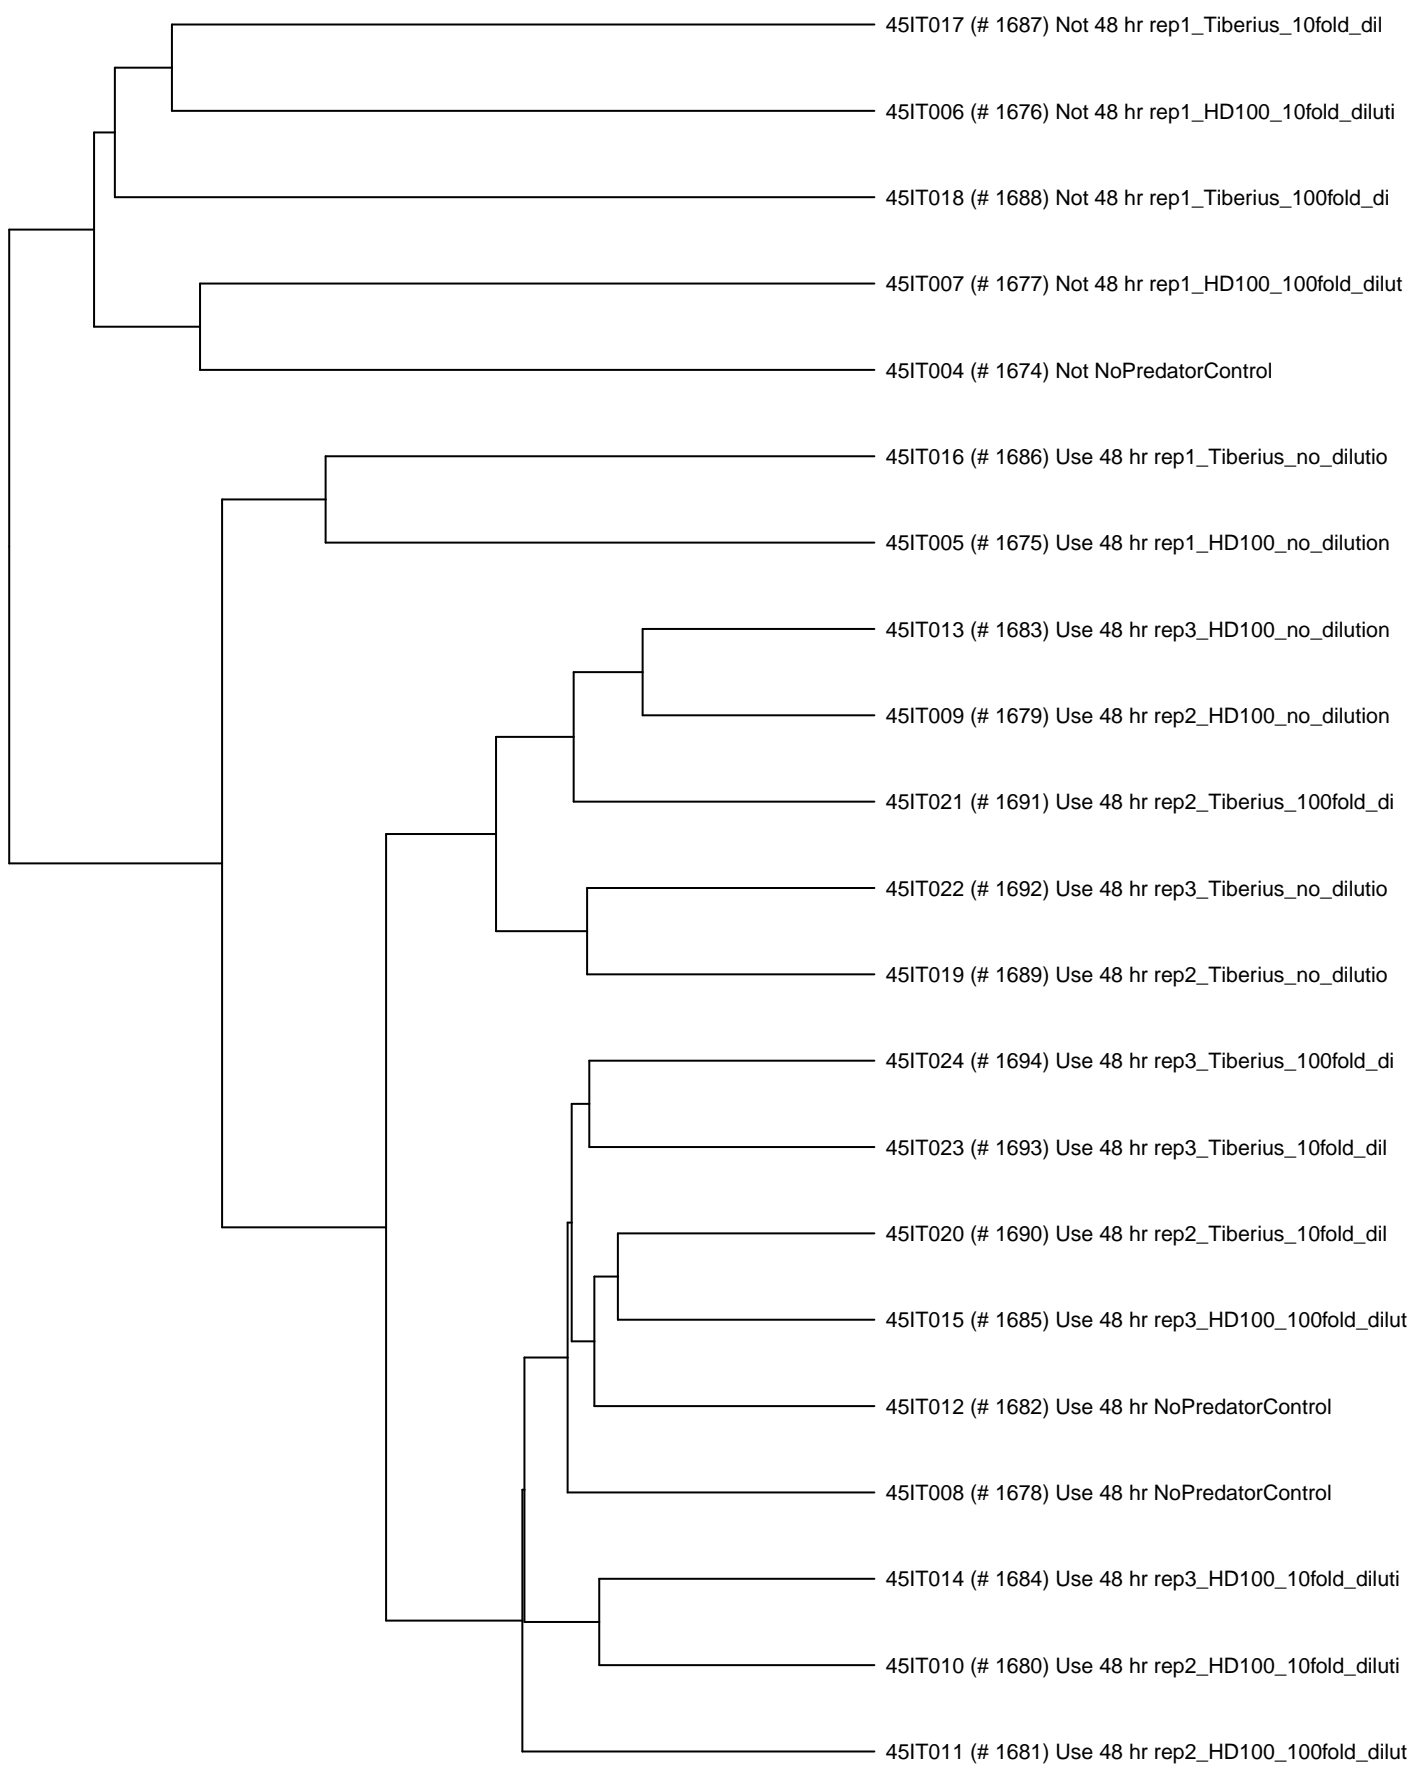 45IT017 (# 1687) Not 48 hr rep1_Tiberius_10fold_dil
45IT006 (# 1676) Not 48 hr rep1_HD100_10fold_diluti
45IT018 (# 1688) Not 48 hr rep1_Tiberius_100fold_di
45IT007 (# 1677) Not 48 hr rep1_HD100_100fold_dilut
45IT004 (# 1674) Not NoPredatorControl
45IT016 (# 1686) Use 48 hr rep1_Tiberius_no_dilutio
45IT005 (# 1675) Use 48 hr rep1_HD100_no_dilution
45IT013 (# 1683) Use 48 hr rep3_HD100_no_dilution
45IT009 (# 1679) Use 48 hr rep2_HD100_no_dilution
45IT021 (# 1691) Use 48 hr rep2_Tiberius_100fold_di
45IT022 (# 1692) Use 48 hr rep3_Tiberius_no_dilutio
45IT019 (# 1689) Use 48 hr rep2_Tiberius_no_dilutio
45IT024 (# 1694) Use 48 hr rep3_Tiberius_100fold_di
45IT023 (# 1693) Use 48 hr rep3_Tiberius_10fold_dil
45IT020 (# 1690) Use 48 hr rep2_Tiberius_10fold_dil
45IT015 (# 1685) Use 48 hr rep3_HD100_100fold_dilut
45IT012 (# 1682) Use 48 hr NoPredatorControl
45IT008 (# 1678) Use 48 hr NoPredatorControl
45IT014 (# 1684) Use 48 hr rep3_HD100_10fold_diluti
45IT010 (# 1680) Use 48 hr rep2_HD100_10fold_diluti
45IT011 (# 1681) Use 48 hr rep2_HD100_100fold_dilut